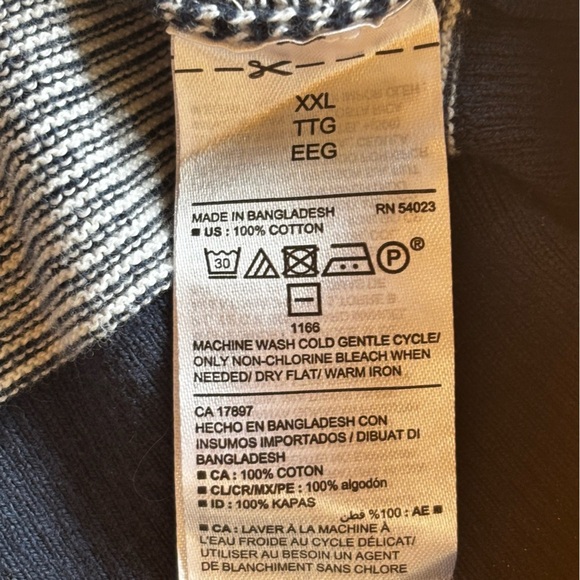 XXL
TTG
EEG
MADE IN BANGLADESH RN 54023
■ US : 100% COTTON
30 P ®
1166
MACHINE WASH COLD GENTLE CYCLE/
ONLY NON-CHLORINE BLEACH WHEN
NEEDED/ DRY FLAT/ WARM IRON
CA 17897
HECHO EN BANGLADESH CON
INSUMOS IMPORTADOS / DIBUAT DI
BANGLADESH
■ CA : 100% COTON
■ CL/CR/MX/PE : 100% algodón
■ ID : 100% KAPAS
■ AE : 100% قطن
■ CA : LAVER À LA MACHINE À
L'EAU FROIDE AU CYCLE DÉLICAT/
UTILISER AU BESOIN UN AGENT
DE BLANCHIMENT SANS CHLORE